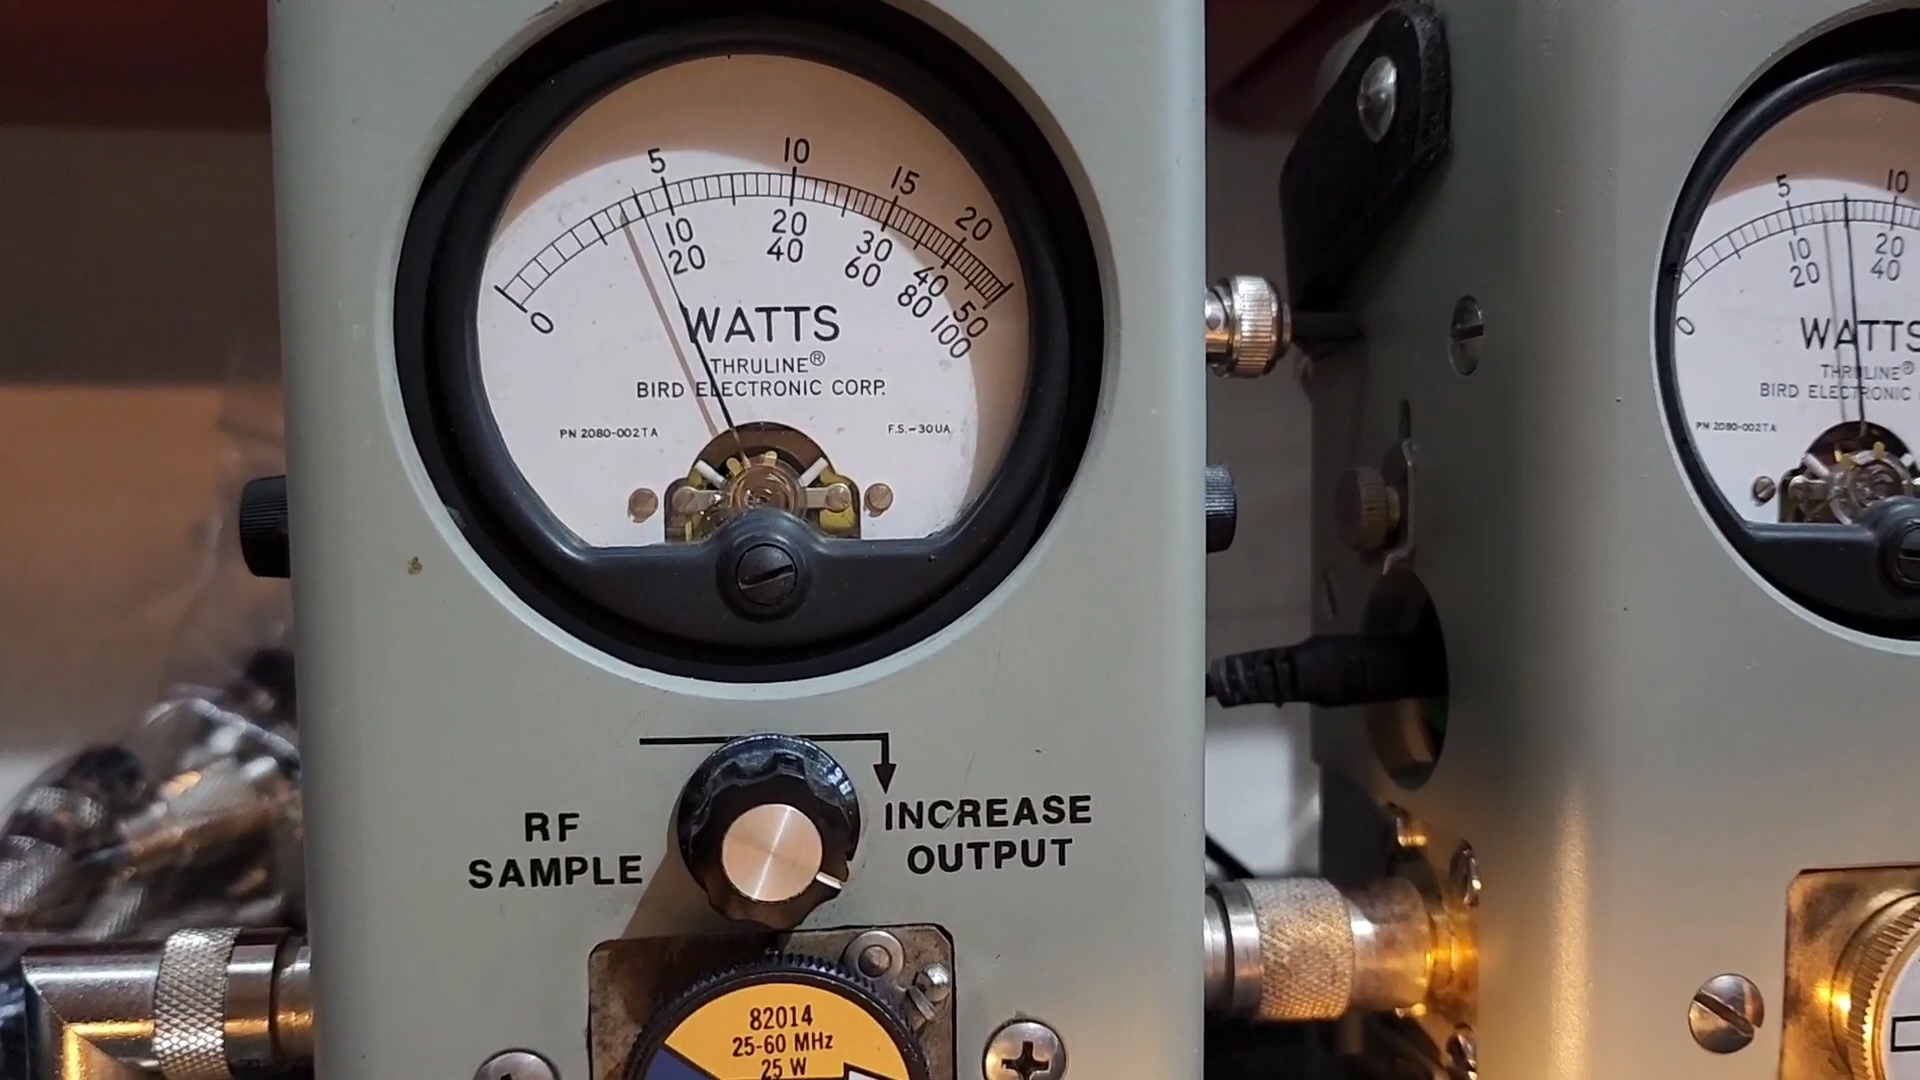 5 10 15 20
10 20 30 40 50
20 40 60 80 100
0
WATTS
THRULINE®
BIRD ELECTRONIC CORP.
PN 2080-002TA F.S.-30UA
RF
SAMPLE
INCREASE
OUTPUT
82014
25-60 MHz
25 W
5 10
10 20
20 40
0
WATTS
THRULINE®
BIRD ELECTRONIC
PN 2080-002TA